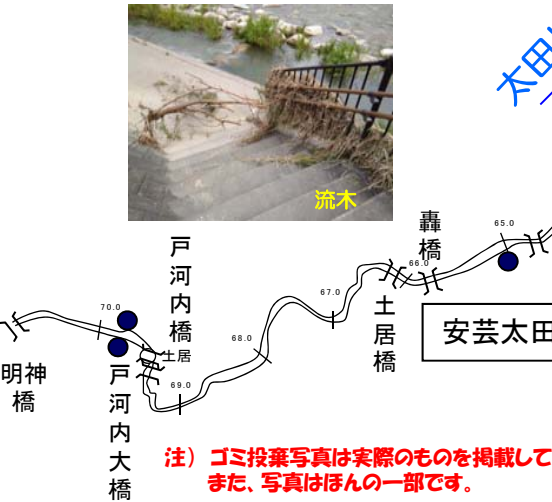 流木
太田
戸河内橋
轟橋
65.0
66.0
67.0
土居橋
安芸太田
70.0
68.0
土居
69.0
明神橋
戸河内大橋
注）ゴミ投棄写真は実際のものを掲載して
また、写真はほんの一部です。